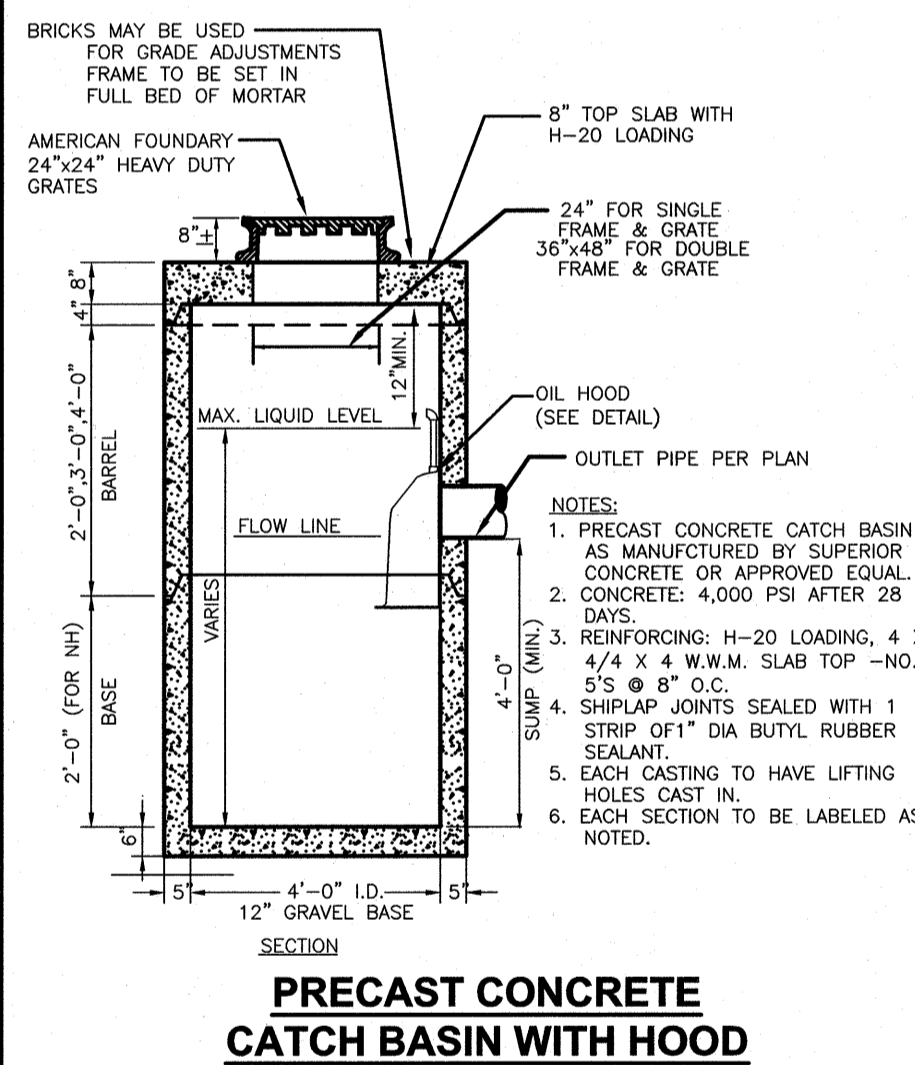 BRICKS MAY BE USED
FOR GRADE ADJUSTMENTS
FRAME TO BE SET IN
FULL BED OF MORTAR
8" TOP SLAB WITH
H-20 LOADING
AMERICAN FOUNDARY
24"x24" HEAVY DUTY
GRATES
24" FOR SINGLE
FRAME & GRATE
36"x48" FOR DOUBLE
FRAME & GRATE
8"±
8"
4"
12"MIN.
2'-0",3'-0",4'-0"
BARREL
MAX. LIQUID LEVEL
OIL HOOD
(SEE DETAIL)
OUTLET PIPE PER PLAN
FLOW LINE
VARIES
2'-0" (FOR NH)
BASE
4'-0"
SUMP (MIN.)
6"
5"
4'-0" I.D.
5"
12" GRAVEL BASE
SECTION
NOTES:
1. PRECAST CONCRETE CATCH BASIN
AS MANUFCTURED BY SUPERIOR
CONCRETE OR APPROVED EQUAL.
2. CONCRETE: 4,000 PSI AFTER 28
DAYS.
3. REINFORCING: H-20 LOADING, 4 X
4/4 X 4 W.W.M. SLAB TOP -NO.
5'S @ 8" O.C.
4. SHIPLAP JOINTS SEALED WITH 1
STRIP OF1" DIA BUTYL RUBBER
SEALANT.
5. EACH CASTING TO HAVE LIFTING
HOLES CAST IN.
6. EACH SECTION TO BE LABELED AS
NOTED.
PRECAST CONCRETE
CATCH BASIN WITH HOOD